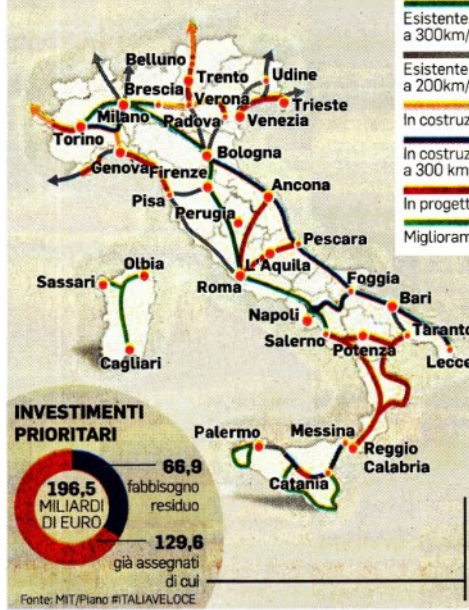 Esistente
a 300km/
Esistente
a 200km/
In costruz
In costruz
a 300 km
In progett
Miglioram
Belluno
Trento
Udine
Brescia
Verona
Trieste
Milano
Padova
Venezia
Torino
Bologna
Genova
Firenze
Ancona
Pisa
Perugia
Pescara
L'Aquila
Olbia
Roma
Foggia
Sassari
Bari
Napoli
Taranto
Salerno
Potenza
Cagliari
Lecce
INVESTIMENTI
PRIORITARI
Palermo
Messina
Reggio
Calabria
Catania
196,5
MILIARDI
DI EURO
66,9
fabbisogno
residuo
129,6
già assegnati
di cui
Fonte: MIT/Piano #ITALIAVELOCE